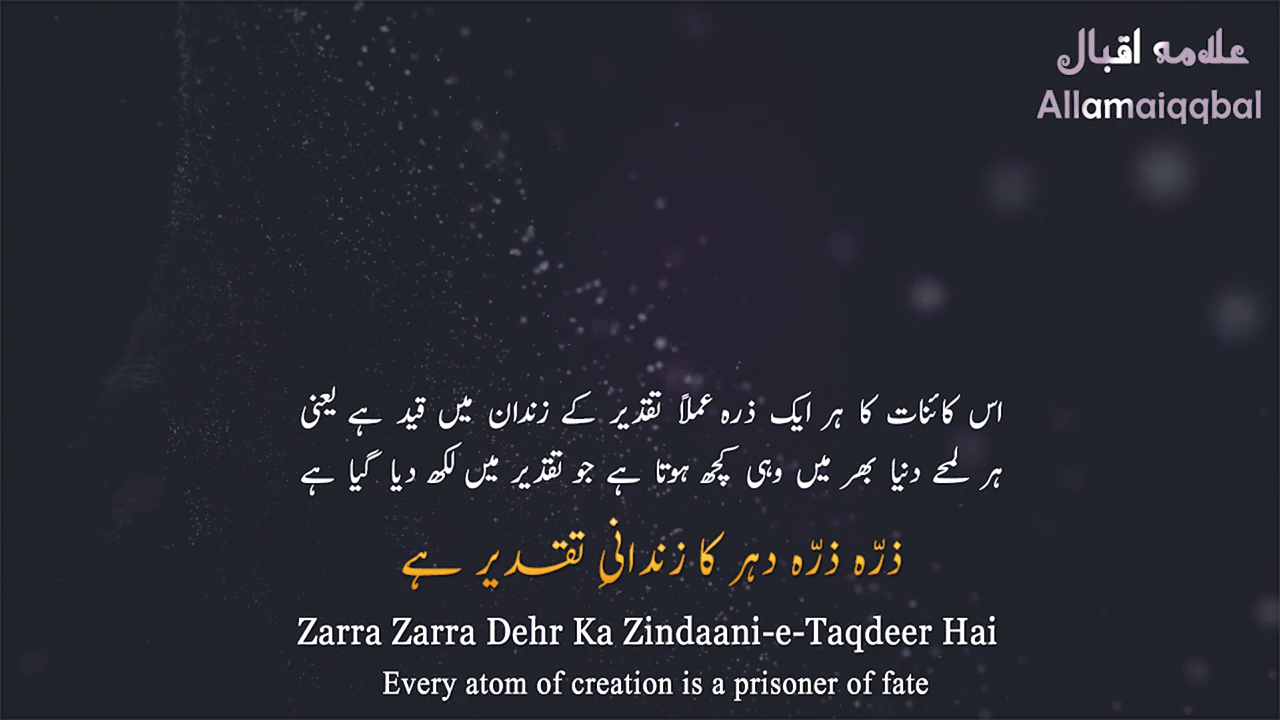 علامہ اقبال
Allamaiqqbal
اس کائنات کا ہر ایک ذرہ عملاً تقدیر کے زندان میں قید ہے یعنی
ہر لمحے دنیا بھر میں وہی کچھ ہوتا ہے جو تقدیر میں لکھ دیا گیا ہے
ذرّہ ذرّہ دہر کا زندانیِ تقدیر ہے
Zarra Zarra Dehr Ka Zindaani-e-Taqdeer Hai
Every atom of creation is a prisoner of fate